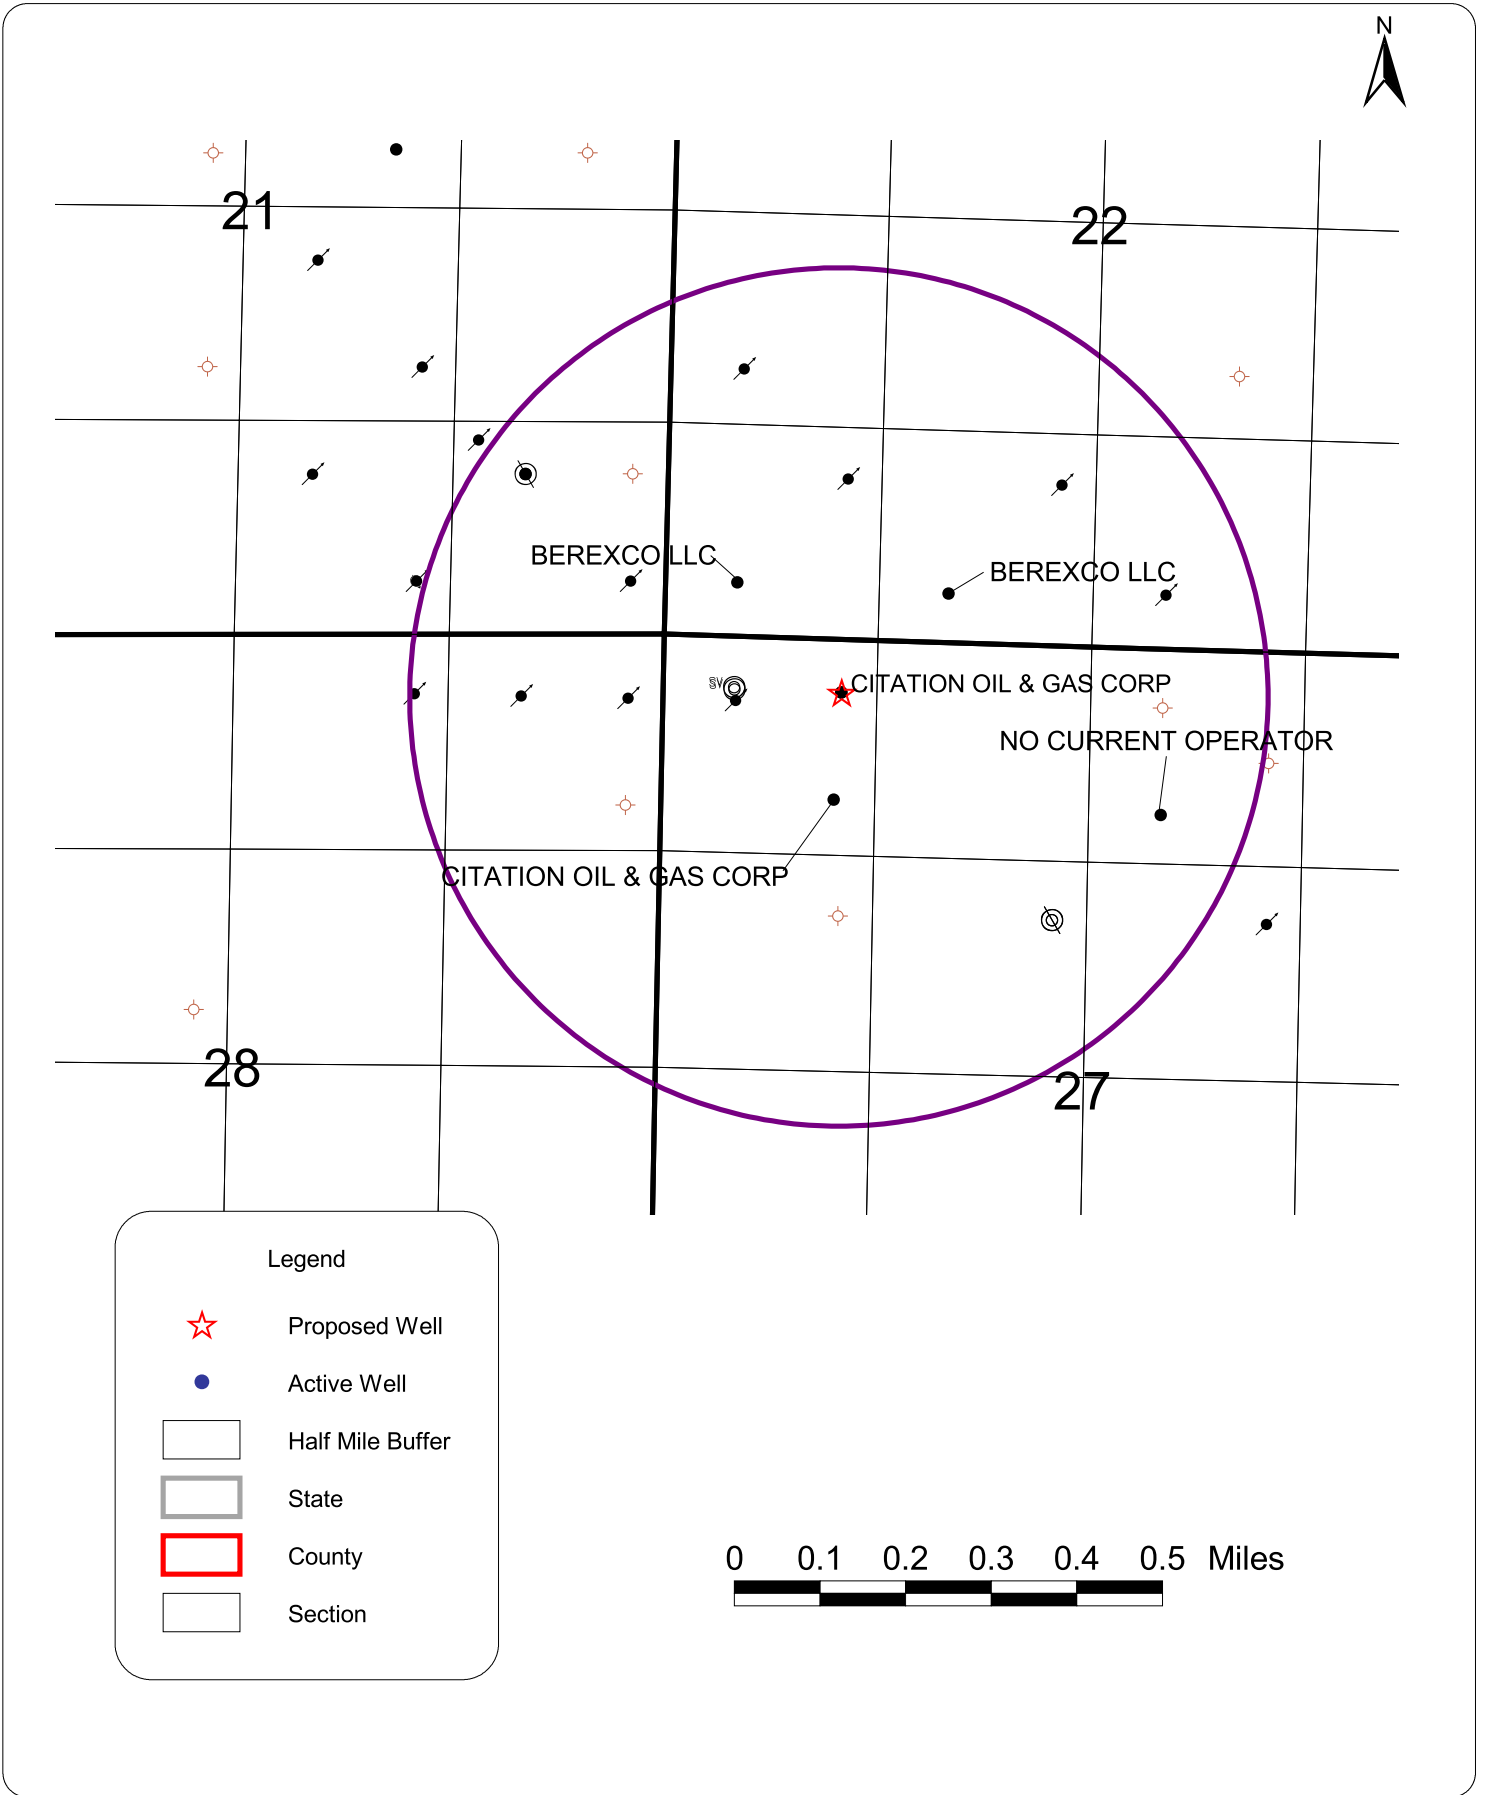 N
21
22
BEREXCO LLC
BEREXCO LLC
SV
CITATION OIL & GAS CORP
NO CURRENT OPERATOR
CITATION OIL & GAS CORP
28
27
Legend
Proposed Well
Active Well
Half Mile Buffer
State
County
Section
0 0.1 0.2 0.3 0.4 0.5 Miles